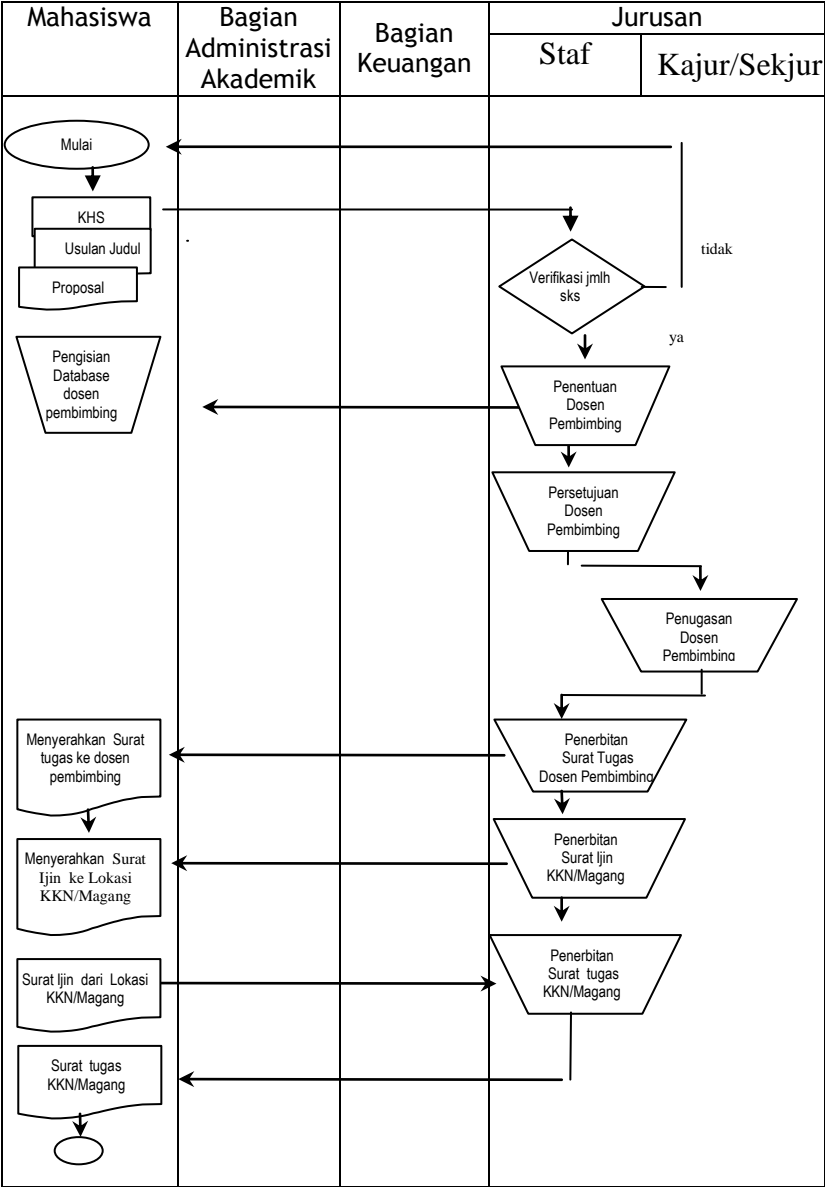 Mahasiswa
Bagian
Administrasi
Akademik
Bagian
Keuangan
Jurusan
Staf
Kajur/Sekjur
Mulai
KHS
Usulan Judul
Proposal
Verifikasi jmlh
sks
tidak
ya
Pengisian
Database
dosen
pembimbing
Penentuan
Dosen
Pembimbing
Persetujuan
Dosen
Pembimbing
Penugasan
Dosen
Pembimbing
Menyerahkan Surat
tugas ke dosen
pembimbing
Penerbitan
Surat Tugas
Dosen Pembimbing
Menyerahkan Surat
Ijin ke Lokasi
KKN/Magang
Penerbitan
Surat Ijin
KKN/Magang
Surat Ijin dari Lokasi
KKN/Magang
Penerbitan
Surat tugas
KKN/Magang
Surat tugas
KKN/Magang